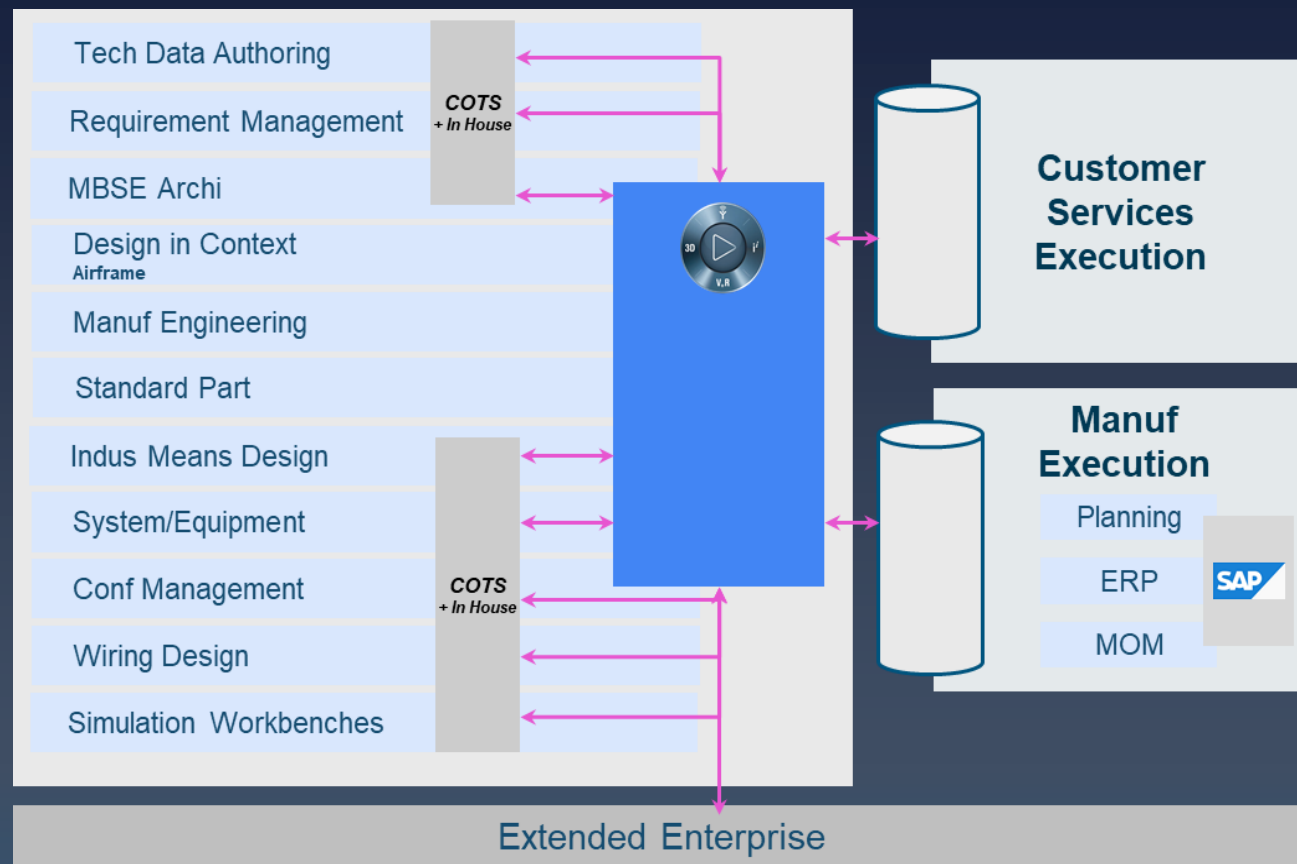 Tech Data Authoring
Requirement Management
MBSE Archi
COTS
+ In House
Design in Context
Airframe
Manuf Engineering
Standard Part
Indus Means Design
System/Equipment
Conf Management
Wiring Design
Simulation Workbenches
COTS
+ In House
3D
V.R
Customer
Services
Execution
Manuf
Execution
Planning
ERP
MOM
SAP
Extended Enterprise